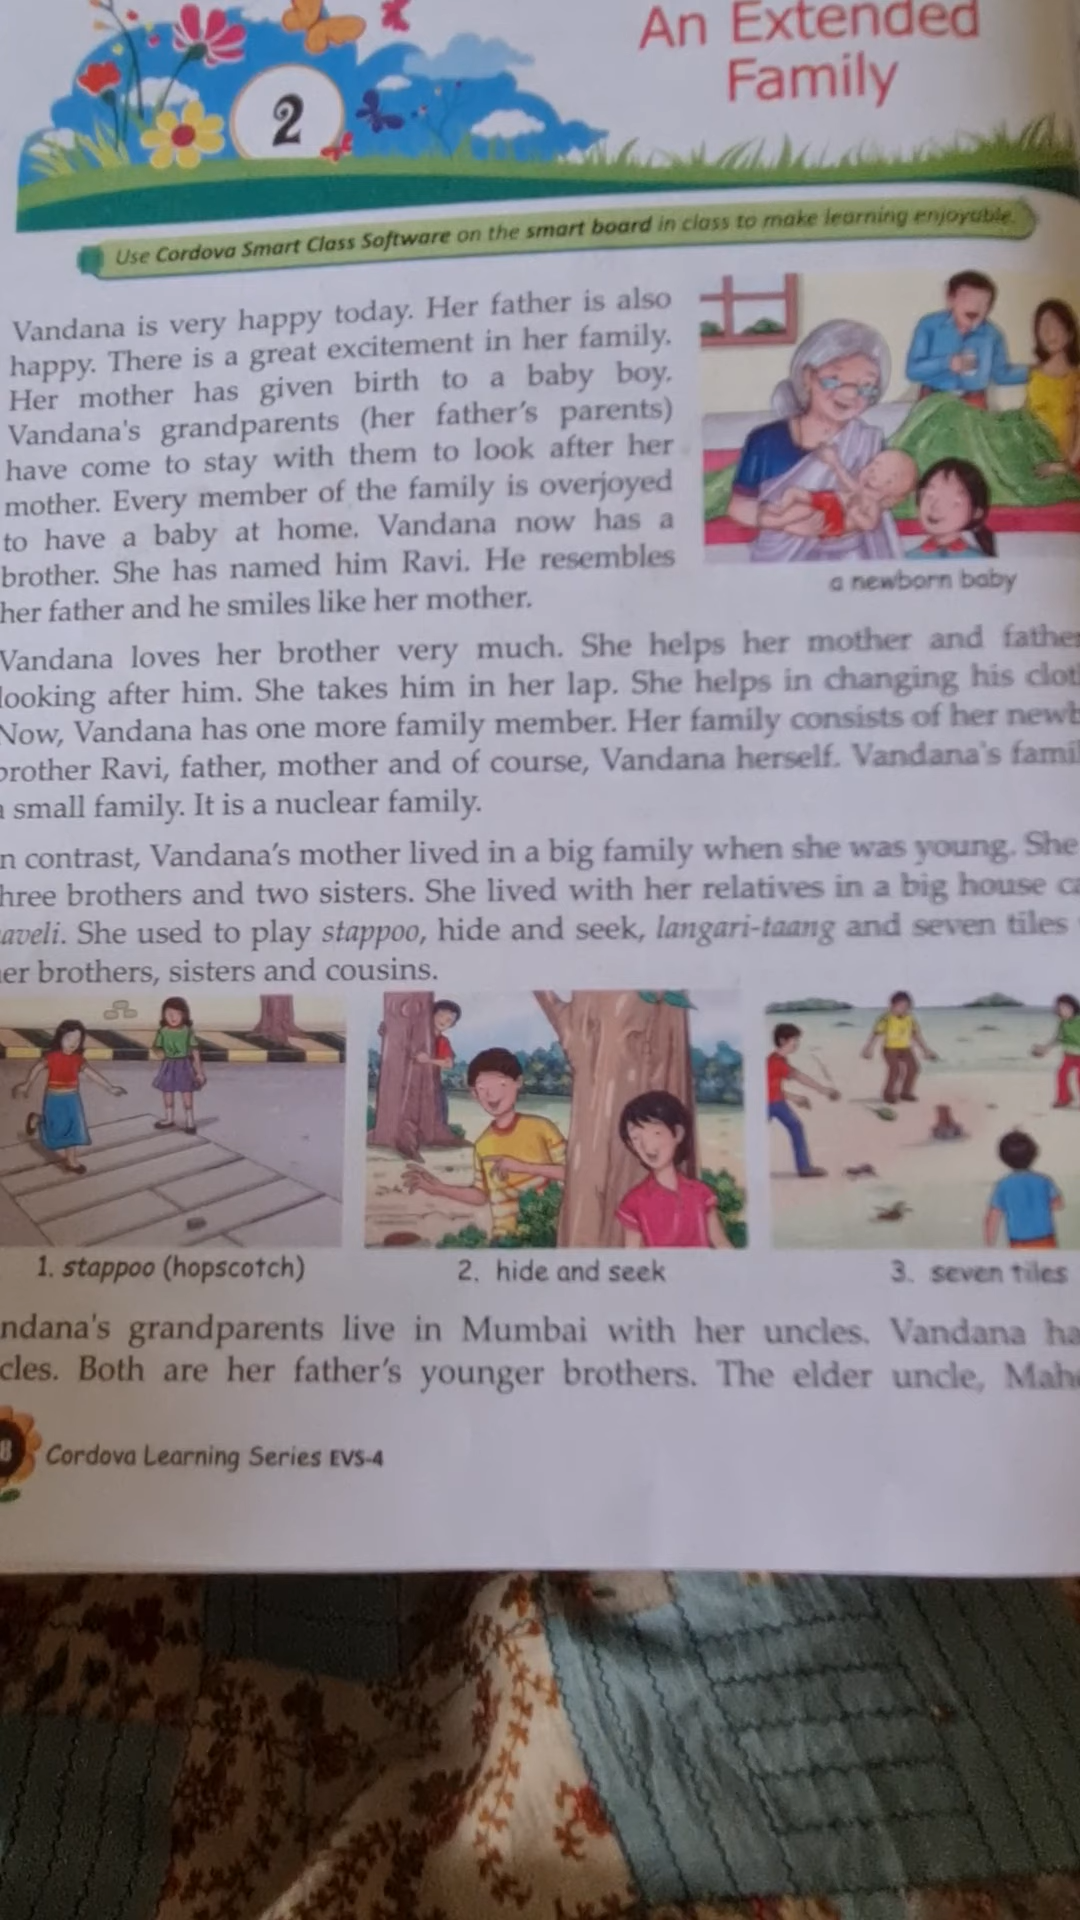 An Extended
Family
2
Use Cordova Smart Class Software on the smart board in class to make learning enjoyable.
Vandana is very happy today. Her father is also
happy. There is a great excitement in her family.
Her mother has given birth to a baby boy.
Vandana's grandparents (her father's parents)
have come to stay with them to look after her
mother. Every member of the family is overjoyed
to have a baby at home. Vandana now has a
brother. She has named him Ravi. He resembles
her father and he smiles like her mother.
a newborn baby
Vandana loves her brother very much. She helps her mother and father
looking after him. She takes him in her lap. She helps in changing his
Now, Vandana has one more family member. Her family consists of her
brother Ravi, father, mother and of course, Vandana herself. Vandana's
small family. It is a nuclear family.
contrast, Vandana's mother lived in a big family when she was young. She
three brothers and two sisters. She lived with her relatives in a big house
aveli. She used to play stappoo, hide and seek, langari-taang and seven tiles
her brothers, sisters and cousins.
1. stappoo (hopscotch)
2. hide and seek
3. seven tiles
ndana's grandparents live in Mumbai with her uncles. Vandana
cles. Both are her father's younger brothers. The elder uncle,
8
Cordova Learning Series EVS-4